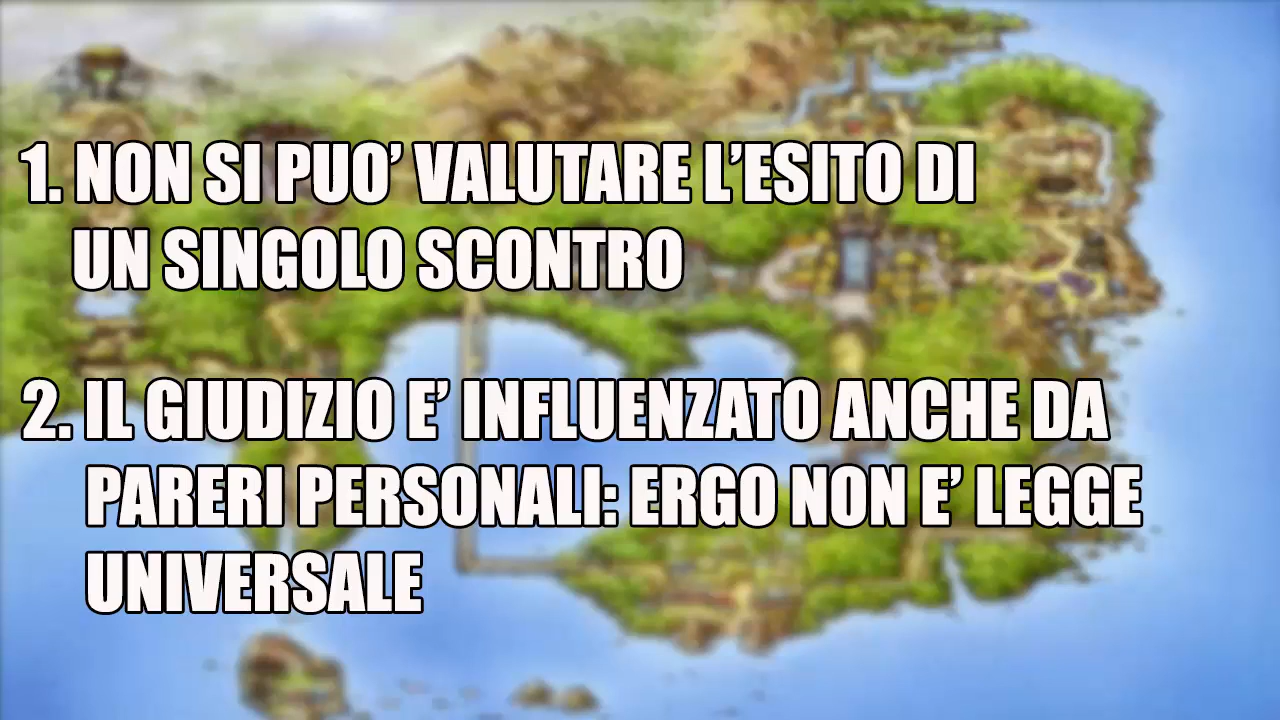 1. NON SI PUO’ VALUTARE L’ESITO DI
UN SINGOLO SCONTRO
2. IL GIUDIZIO E’ INFLUENZATO ANCHE DA
PARERI PERSONALI: ERGO NON E’ LEGGE
UNIVERSALE